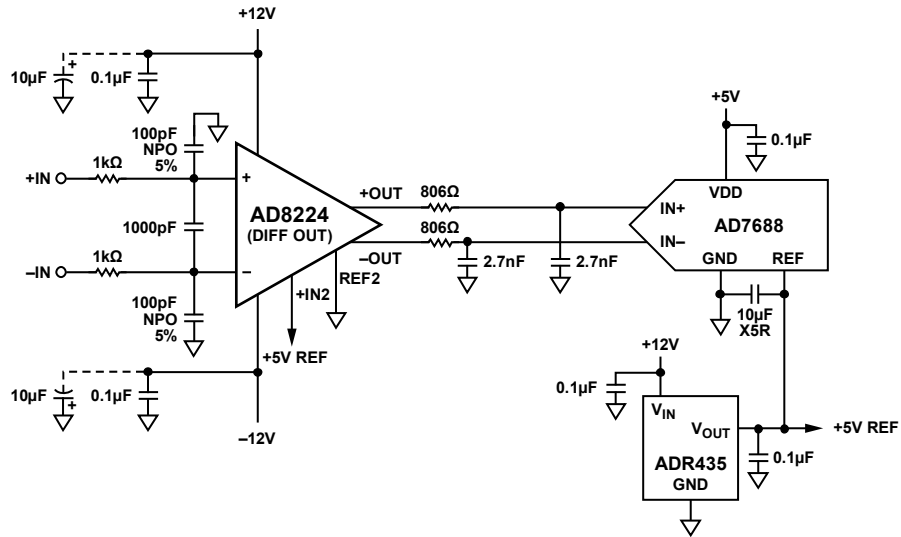 +12V
10µF
+
0.1µF
100pF
NPO
5%
1kΩ
+IN
1000pF
–IN
1kΩ
100pF
NPO
5%
10µF
+
0.1µF
–12V
+
–
AD8224
(DIFF OUT)
+OUT
–OUT
REF2
+IN2
+5V REF
806Ω
806Ω
2.7nF
2.7nF
+5V
0.1µF
VDD
IN+
IN–
AD7688
GND
REF
10µF
X5R
+12V
0.1µF
VIN
VOUT
ADR435
GND
+5V REF
0.1µF